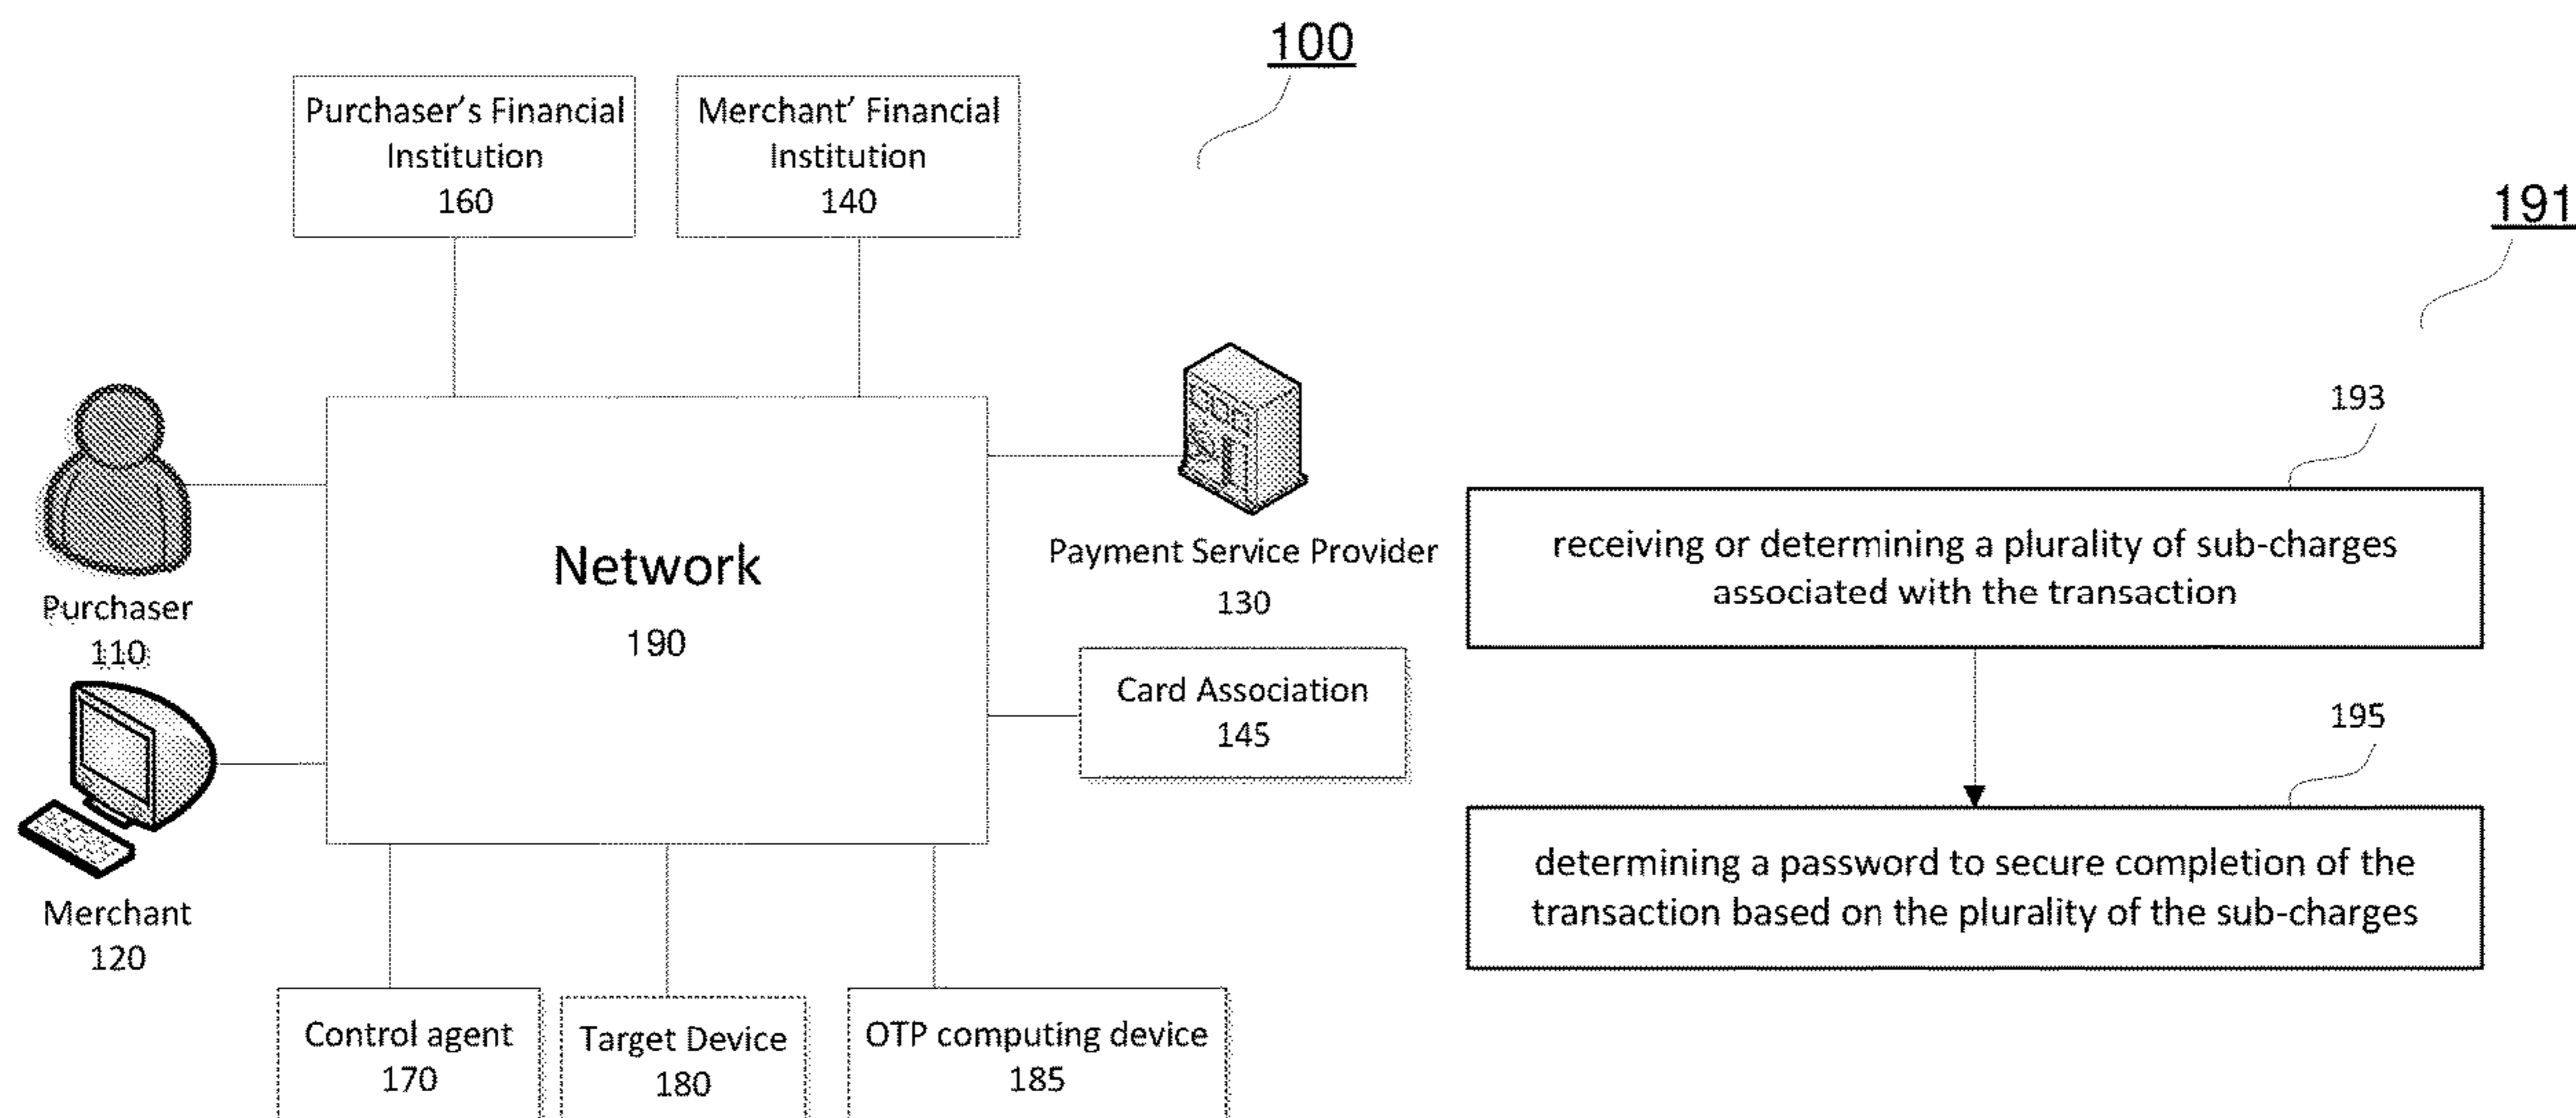 100
Purchaser's Financial
Institution
160
Merchant' Financial
Institution
140
Purchaser
110
Network
190
Payment Service Provider
130
Card Association
145
Merchant
120
Control agent
170
Target Device
180
OTP computing device
185
191
193
receiving or determining a plurality of sub-charges
associated with the transaction
195
determining a password to secure completion of the
transaction based on the plurality of the sub-charges